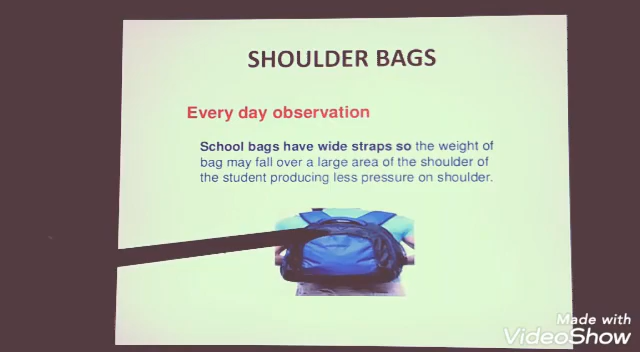 SHOULDER BAGS
Every day observation
School bags have wide straps so the weight of
bag may fall over a large area of the shoulder of
the student producing less pressure on shoulder.
Made with
VideoShow